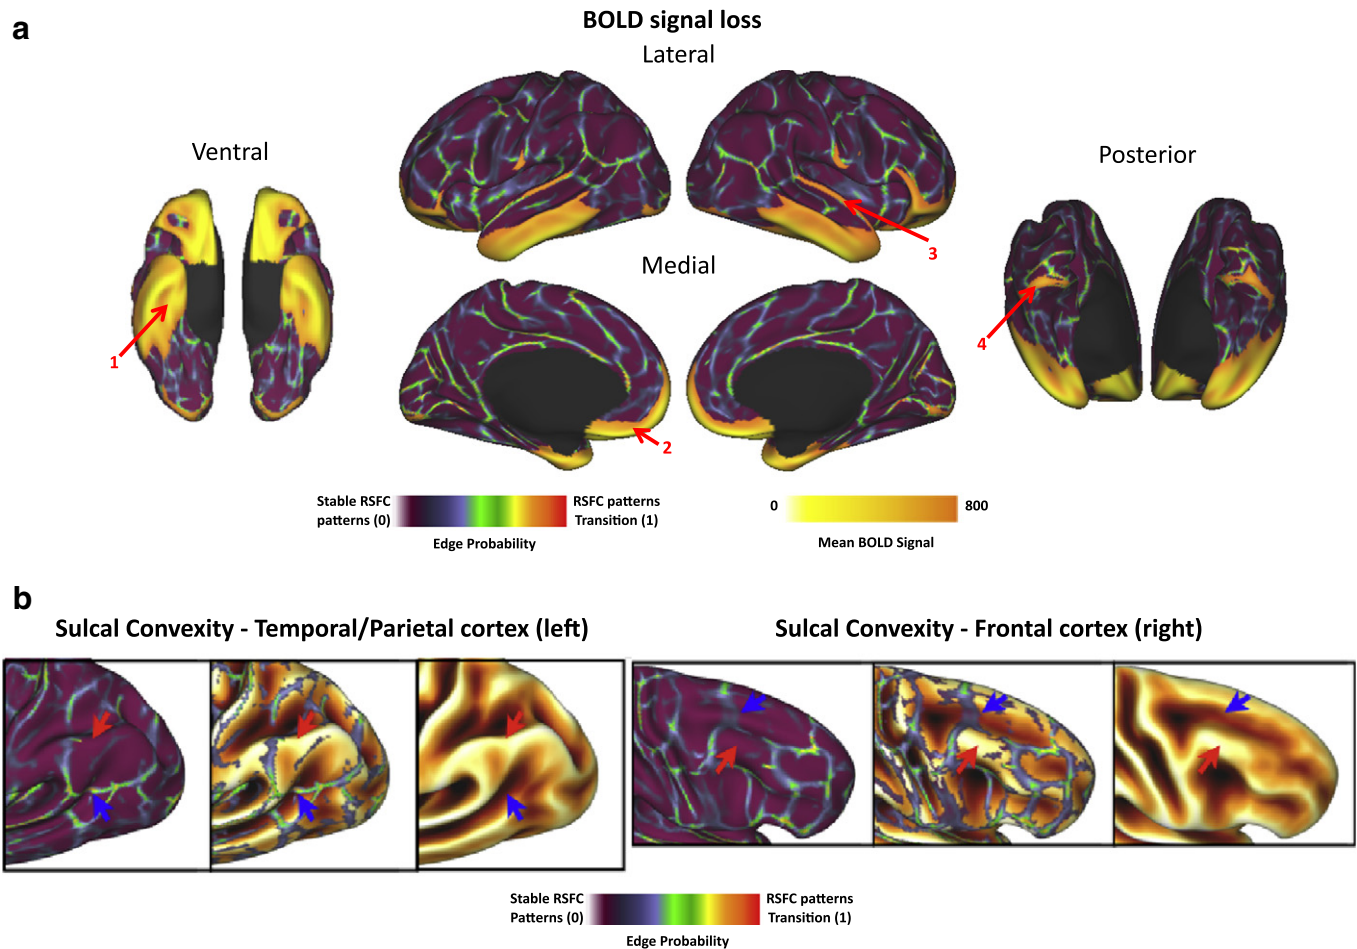 a
BOLD signal loss
Lateral
Ventral
Posterior
3
Medial
1
4
2
Stable RSFC
patterns (0)
RSFC patterns
Transition (1)
Edge Probability
0
800
Mean BOLD Signal
b
Sulcal Convexity - Temporal/Parietal cortex (left)
Sulcal Convexity - Frontal cortex (right)
Stable RSFC
Patterns (0)
RSFC patterns
Transition (1)
Edge Probability